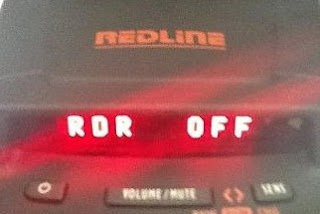 REDLINE
RDR OFF
VOLUME/MUTE SENS